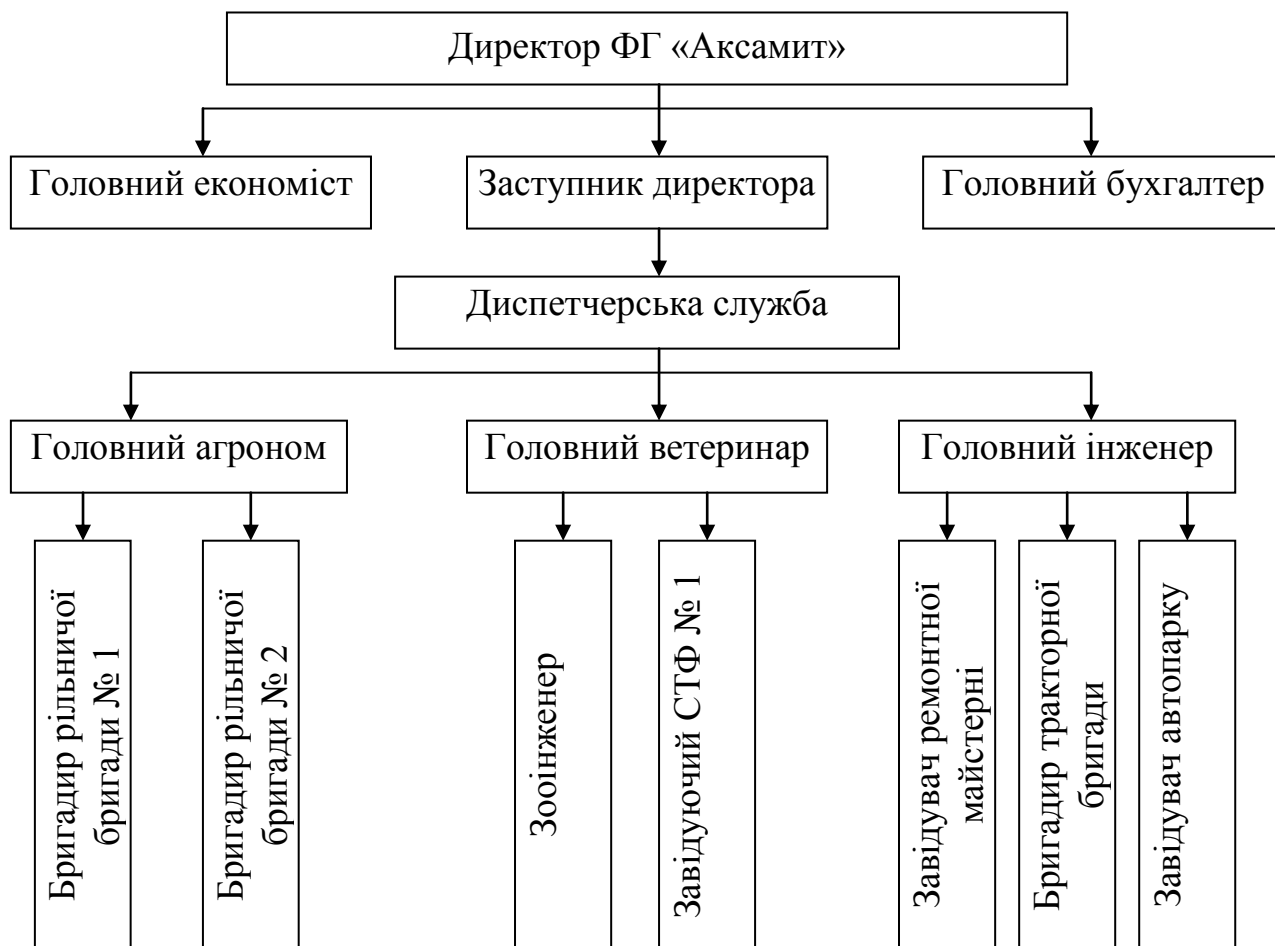 Директор ФГ «Аксамит»
Головний економіст
Заступник директора
Головний бухгалтер
Диспетчерська служба
Головний агроном
Головний ветеринар
Головний інженер
Бригадир рільничої
бригади № 1
Бригадир рільничої
бригади № 2
Зооінженер
Завідуючий СТФ № 1
Завідувач ремонтної
майстерні
Бригадир тракторної
бригади
Завідувач автопарку